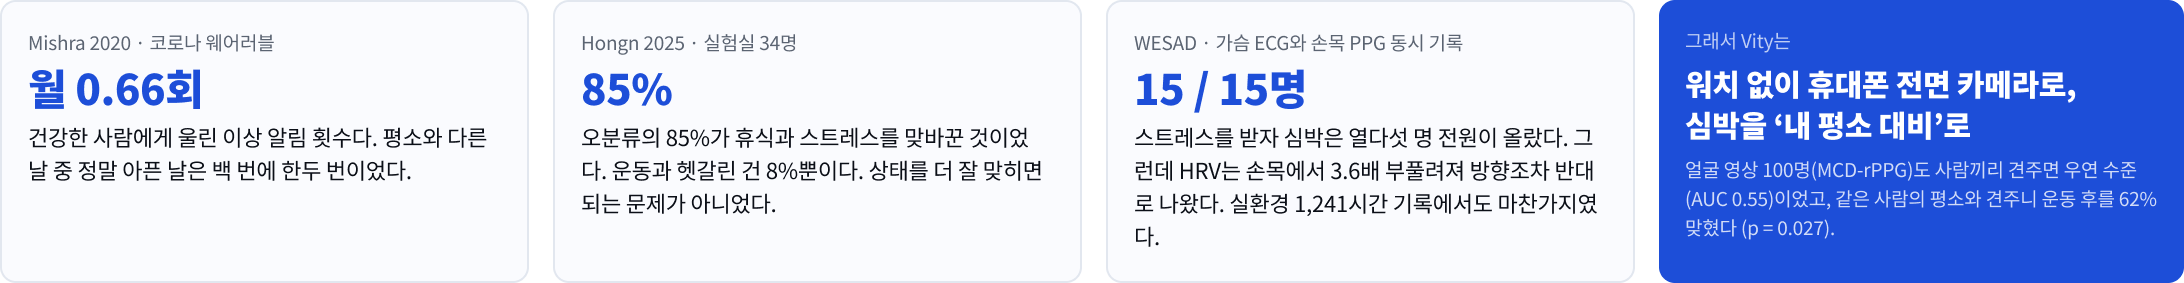 Mishra 2020 · 코로나 웨어러블
월 0.66회
건강한 사람에게 울린 이상 알림 횟수다. 평소와 다른
날 중 정말 아픈 날은 백 번에 한두 번이었다.
Hongn 2025 · 실험실 34명
85%
오분류의 85%가 휴식과 스트레스를 맞바꾼 것이었
다. 운동과 헷갈린 건 8%뿐이다. 상태를 더 잘 맞히면
되는 문제가 아니었다.
WESAD · 가슴 ECG와 손목 PPG 동시 기록
15 / 15명
스트레스를 받자 심박은 열다섯 명 전원이 올랐다. 그
런데 HRV는 손목에서 3.6배 부풀려져 방향조차 반대
로 나왔다. 실환경 1,241시간 기록에서도 마찬가지였
다.
그래서 Vity는
워치 없이 휴대폰 전면 카메라로,
심박을 ‘내 평소 대비’로
얼굴 영상 100명(MCD-rPPG)도 사람끼리 견주면 우연 수준
(AUC 0.55)이었고, 같은 사람의 평소와 견주니 운동 후를 62%
맞혔다 (p = 0.027).